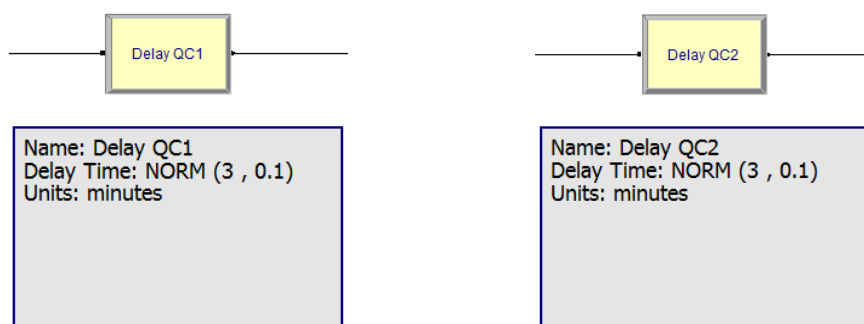 Delay QC1
Delay QC2
Name: Delay QC1
Delay Time: NORM (3 , 0.1)
Units: minutes
Name: Delay QC2
Delay Time: NORM (3 , 0.1)
Units: minutes